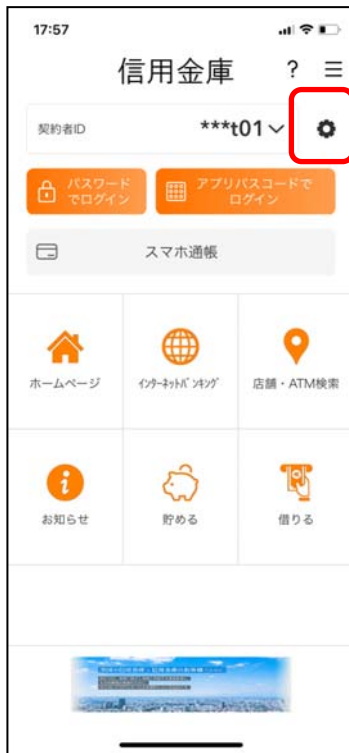 17:57
信用金庫 ?
契約者ID ***t01
パスワード
でログイン
アプリパスコードで
ログイン
スマホ通帳
ホームページ
インターネットバンキング
店舗・ATM検索
お知らせ
貯める
借りる